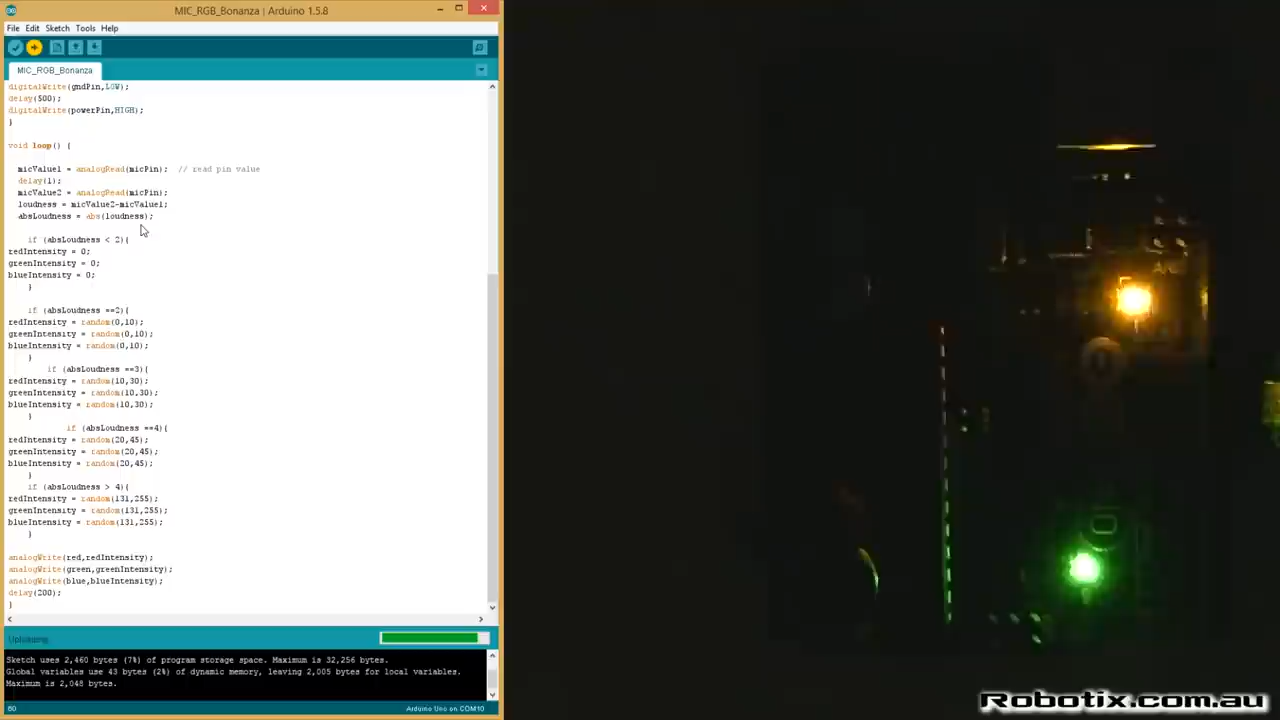 MIC_RGB_Bonanza | Arduino 1.5.8
File Edit Sketch Tools Help
MIC_RGB_Bonanza
digitalWrite(gndPin,LOW);
delay(500);
digitalWrite(powerPin,HIGH);
}
void loop() {
micValue1 = analogRead(micPin); // read pin value
delay(1);
micValue2 = analogRead(micPin);
loudness = micValue2-micValue1;
absLoudness = abs(loudness);
if (absLoudness < 2){
redIntensity = 0;
greenIntensity = 0;
blueIntensity = 0;
}
if (absLoudness ==2){
redIntensity = random(0,10);
greenIntensity = random(0,10);
blueIntensity = random(0,10);
}
if (absLoudness ==3){
redIntensity = random(10,30);
greenIntensity = random(10,30);
blueIntensity = random(10,30);
}
if (absLoudness ==4){
redIntensity = random(20,45);
greenIntensity = random(20,45);
blueIntensity = random(20,45);
}
if (absLoudness > 4){
redIntensity = random(131,255);
greenIntensity = random(131,255);
blueIntensity = random(131,255);
}
analogWrite(red,redIntensity);
analogWrite(green,greenIntensity);
analogWrite(blue,blueIntensity);
delay(200);
}
Uploading...
Sketch uses 2,460 bytes (7%) of program storage space. Maximum is 32,256 bytes.
Global variables use 43 bytes (2%) of dynamic memory, leaving 2,005 bytes for local variables.
Maximum is 2,048 bytes.
60
Arduino Uno on COM10
Robotix.com.au